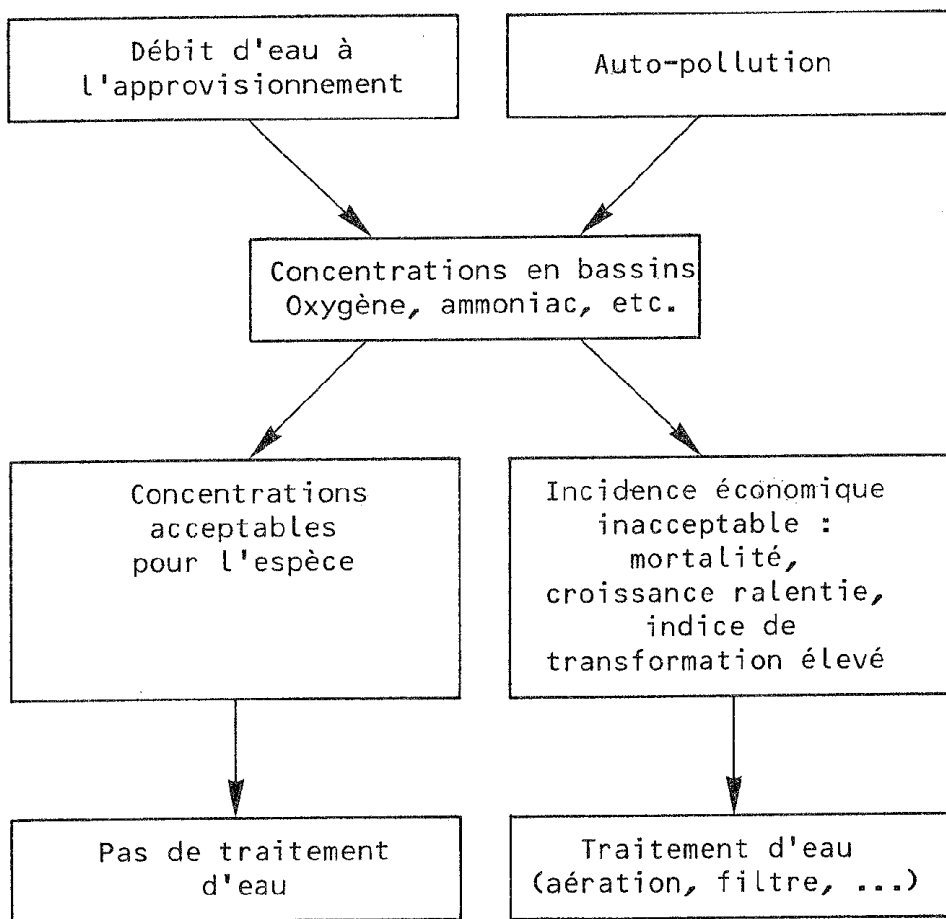 Débit d'eau à
l'approvisionnement
Auto-pollution
Concentrations en bassins
Oxygène, ammoniac, etc.
Concentrations
acceptables
pour l'espèce
Incidence économique
inacceptable :
mortalité,
croissance ralentie,
indice de
transformation élevé
Pas de traitement
d'eau
Traitement d'eau
(aération, filtre, ...)